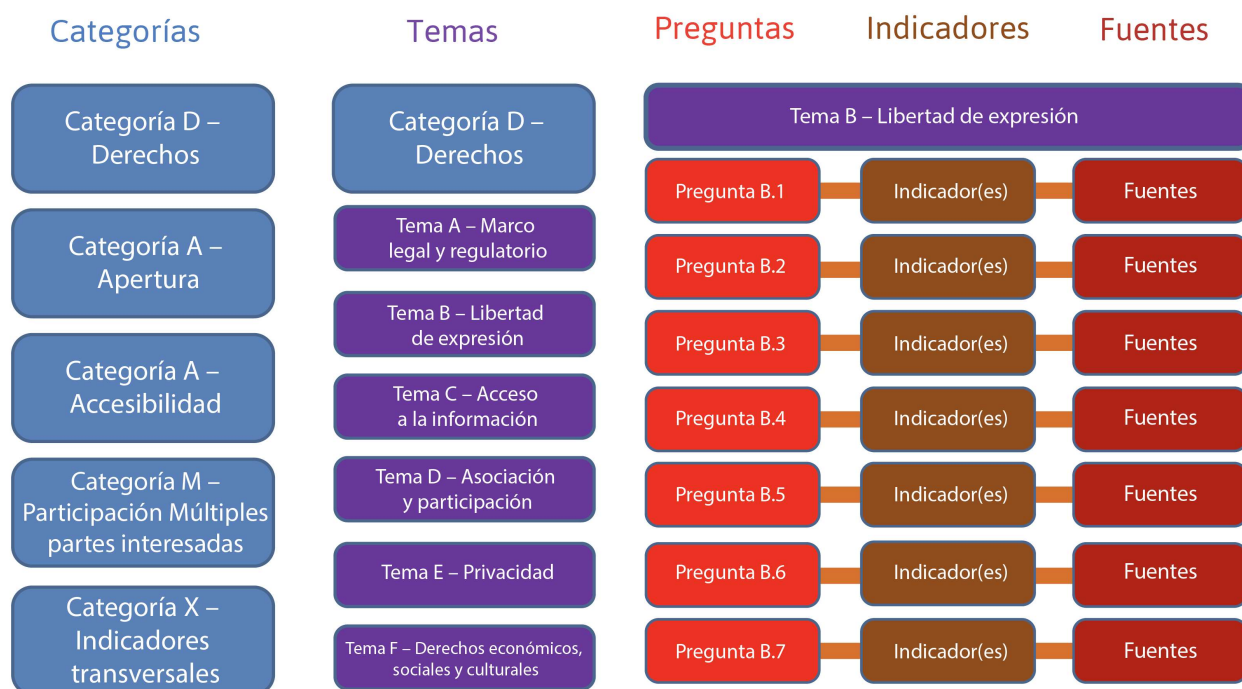 Categorías
Categoría D –
Derechos
Categoría A –
Apertura
Categoría A –
Accesibilidad
Categoría M –
Participación Múltiples
partes interesadas
Categoría X –
Indicadores
transversales
Temas
Categoría D –
Derechos
Tema A – Marco
legal y regulatorio
Tema B – Libertad
de expresión
Tema C – Acceso
a la información
Tema D – Asociación
y participación
Tema E – Privacidad
Tema F – Derechos económicos,
sociales y culturales
Preguntas Indicadores Fuentes
Tema B – Libertad de expresión
Pregunta B.1 Indicador(es) Fuentes
Pregunta B.2 Indicador(es) Fuentes
Pregunta B.3 Indicador(es) Fuentes
Pregunta B.4 Indicador(es) Fuentes
Pregunta B.5 Indicador(es) Fuentes
Pregunta B.6 Indicador(es) Fuentes
Pregunta B.7 Indicador(es) Fuentes